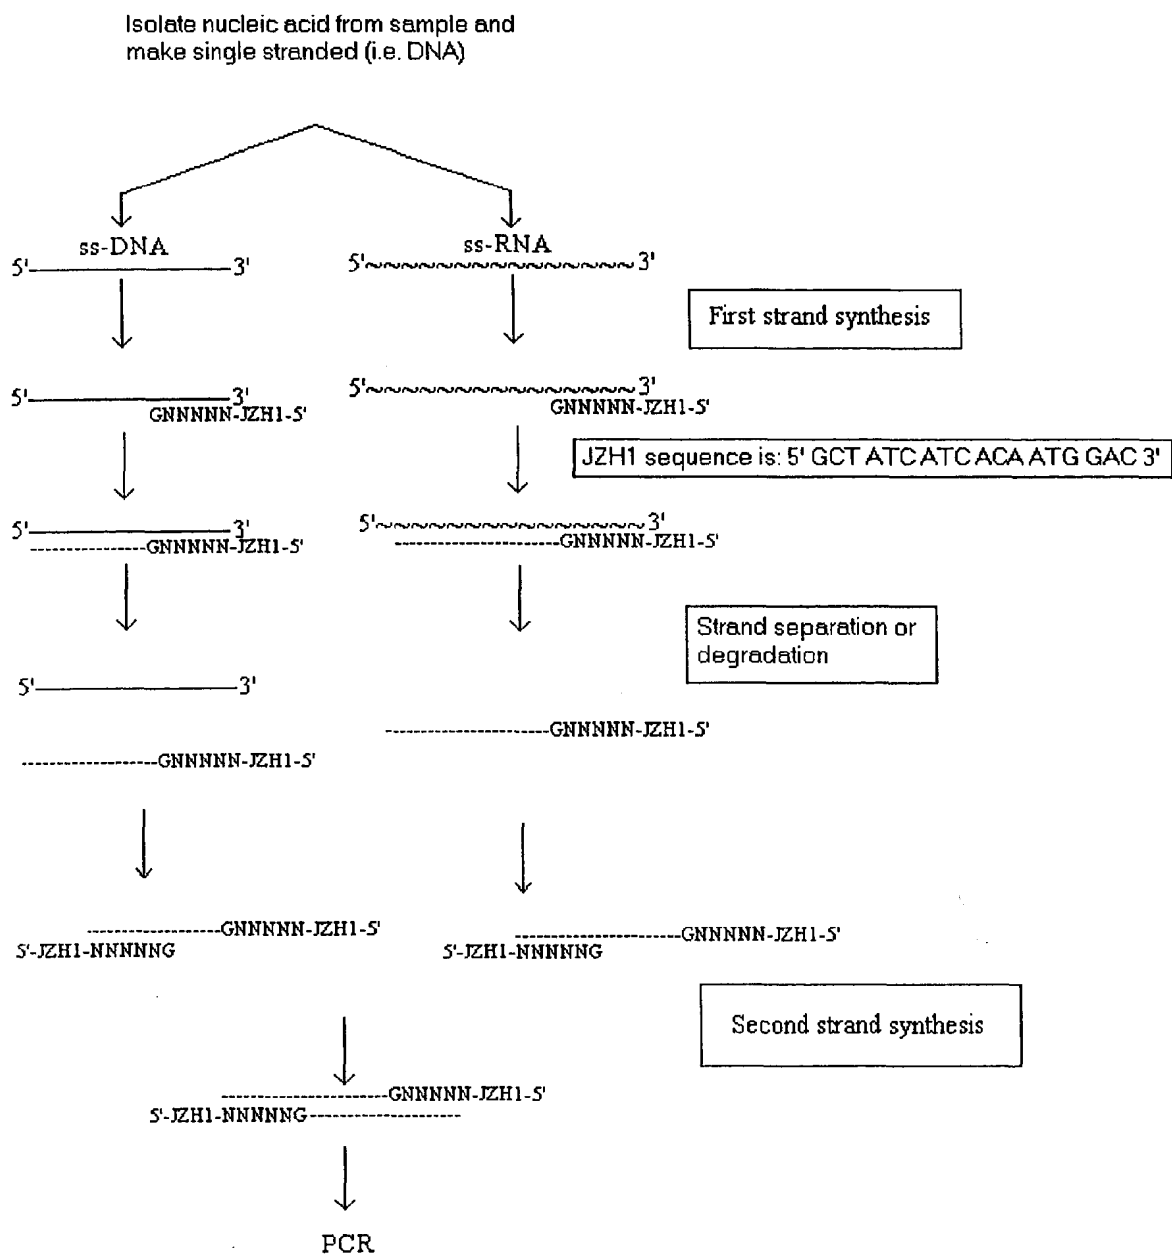 Isolate nucleic acid from sample and
make single stranded (i.e. DNA)
ss-DNA
ss-RNA
5' 3'
5'~~~~~~~~~~~~~~~~3'
First strand synthesis
5' 3'
GNNNNN-JZH1-5'
5'~~~~~~~~~~~~~~~~3'
GNNNNN-JZH1-5'
JZH1 sequence is: 5' GCT ATC ATC ACA ATG GAC 3'
5' 3'
--------------------GNNNNN-JZH1-5'
5'~~~~~~~~~~~~~~~~3'
------------------------GNNNNN-JZH1-5'
Strand separation or
degradation
5' 3'
------------------------GNNNNN-JZH1-5'
-----------------------GNNNNN-JZH1-5'
-----------------------GNNNNN-JZH1-5'
5'-JZH1-NNNNNG
------------------------GNNNNN-JZH1-5'
5'-JZH1-NNNNNG
Second strand synthesis
------------------------GNNNNN-JZH1-5'
5'-JZH1-NNNNNG----------------------
PCR